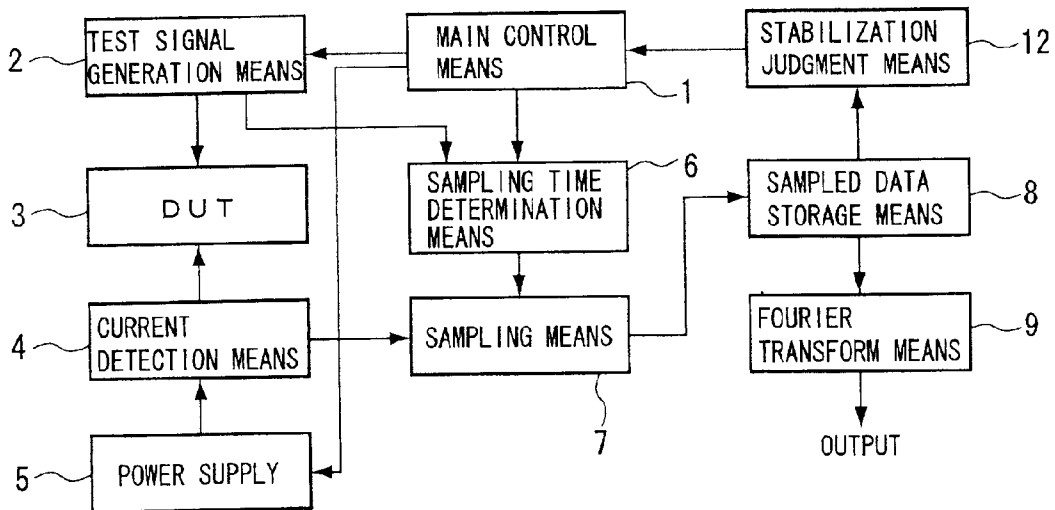 2
TEST SIGNAL
GENERATION MEANS
MAIN CONTROL
MEANS
1
STABILIZATION
JUDGMENT MEANS
12
3
DUT
6
SAMPLING TIME
DETERMINATION
MEANS
SAMPLED DATA
STORAGE MEANS
8
4
CURRENT
DETECTION MEANS
SAMPLING MEANS
7
FOURIER
TRANSFORM MEANS
9
5
POWER SUPPLY
OUTPUT